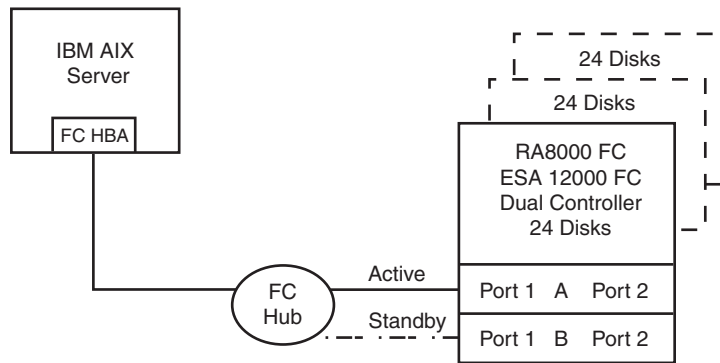 IBM AIX
Server
FC HBA
24 Disks
24 Disks
RA8000 FC
ESA 12000 FC
Dual Controller
24 Disks
Active
FC
Hub
Standby
Port 1 A Port 2
Port 1 B Port 2